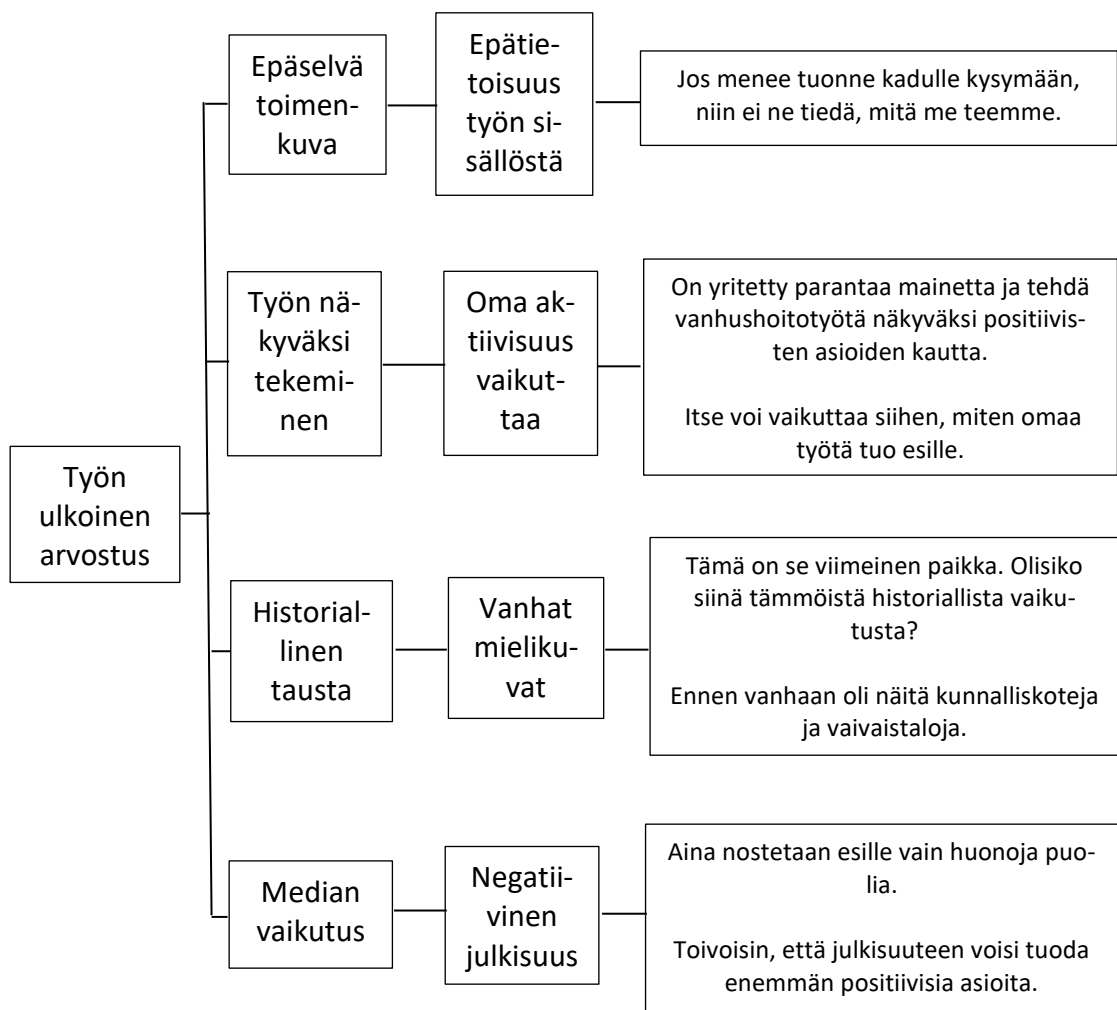 Epäselvä
toimen-
kuva
Epätie-
toisuus
työn si-
sällöstä
Jos menee tuonne kadulle kysymään,
niin ei ne tiedä, mitä me teemme.
Työn nä-
kyväksi
tekemi-
nen
Oma ak-
tiivisuus
vaikut-
taa
On yritetty parantaa mainetta ja tehdä
vanhushoitotyötä näkyväksi positiivis-
ten asioiden kautta.
Itse voi vaikuttaa siihen, miten omaa
työtä tuo esille.
Työn
ulkoinen
arvostus
Historial-
linen
tausta
Vanhat
mieliku-
vat
Tämä on se viimeinen paikka. Olisiko
siinä tämmöistä historiallista vaiku-
tusta?
Ennen vanhaan oli näitä kunnalliskoteja
ja vaivaistaloja.
Median
vaikutus
Negatii-
vinen
julkisuus
Aina nostetaan esille vain huonoja puo-
lia.
Toivoisin, että julkisuuteen voisi tuoda
enemmän positiivisia asioita.